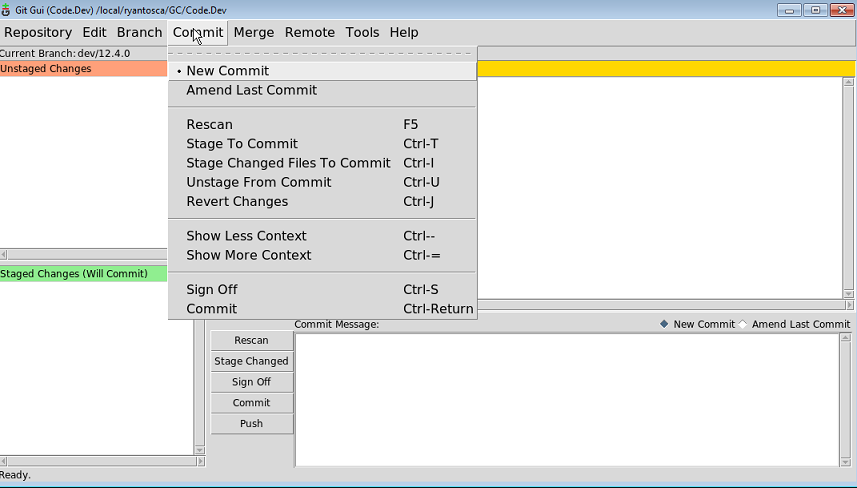 Git Gui (Code.Dev) /local/ryantosca/GC/Code.Dev
Repository Edit Branch Commit Merge Remote Tools Help
Current Branch: dev/12.4.0
Unstaged Changes
• New Commit
Amend Last Commit
Rescan F5
Stage To Commit Ctrl-T
Stage Changed Files To Commit Ctrl-I
Unstage From Commit Ctrl-U
Revert Changes Ctrl-J
Show Less Context Ctrl--
Show More Context Ctrl-=
Sign Off Ctrl-S
Commit Ctrl-Return
Staged Changes (Will Commit)
Commit Message: New Commit Amend Last Commit
Rescan
Stage Changed
Sign Off
Commit
Push
Ready.